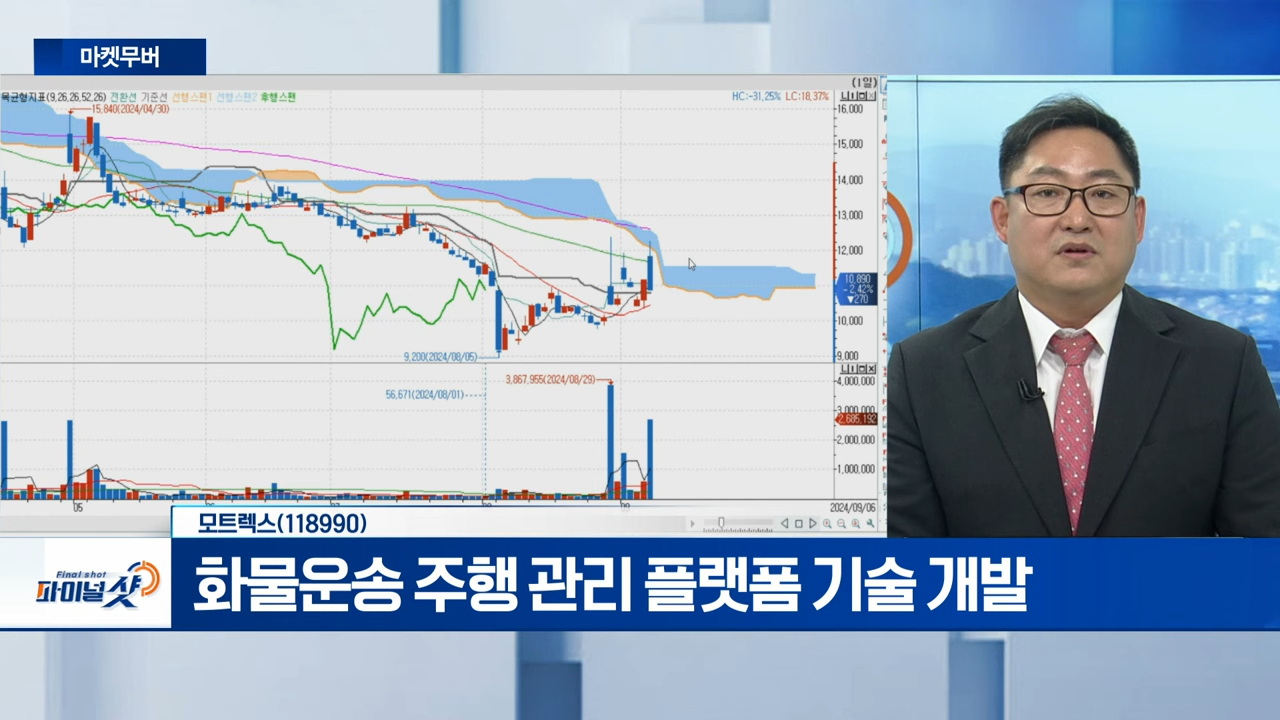 마켓무버
(1일)
목균형지표(9,26,26,52,26) 전환선 기준선 선행스팬1 선행스팬2 후행스팬
HC:-31,25% LC:18,37%
15,840(2024/04/30)
16,000
15,000
14,000
13,000
12,000
10,890
-2,42%
▼270
10,000
9,000
9,200(2024/08/05)
3,867,955(2024/08/29)
56,671(2024/08/01)
4,000,000
3,000,000
2,685,192
2,000,000
1,000,000
05
2024/09/06
모트렉스(118990)
Final shot
파이널샷
화물운송 주행 관리 플랫폼 기술 개발